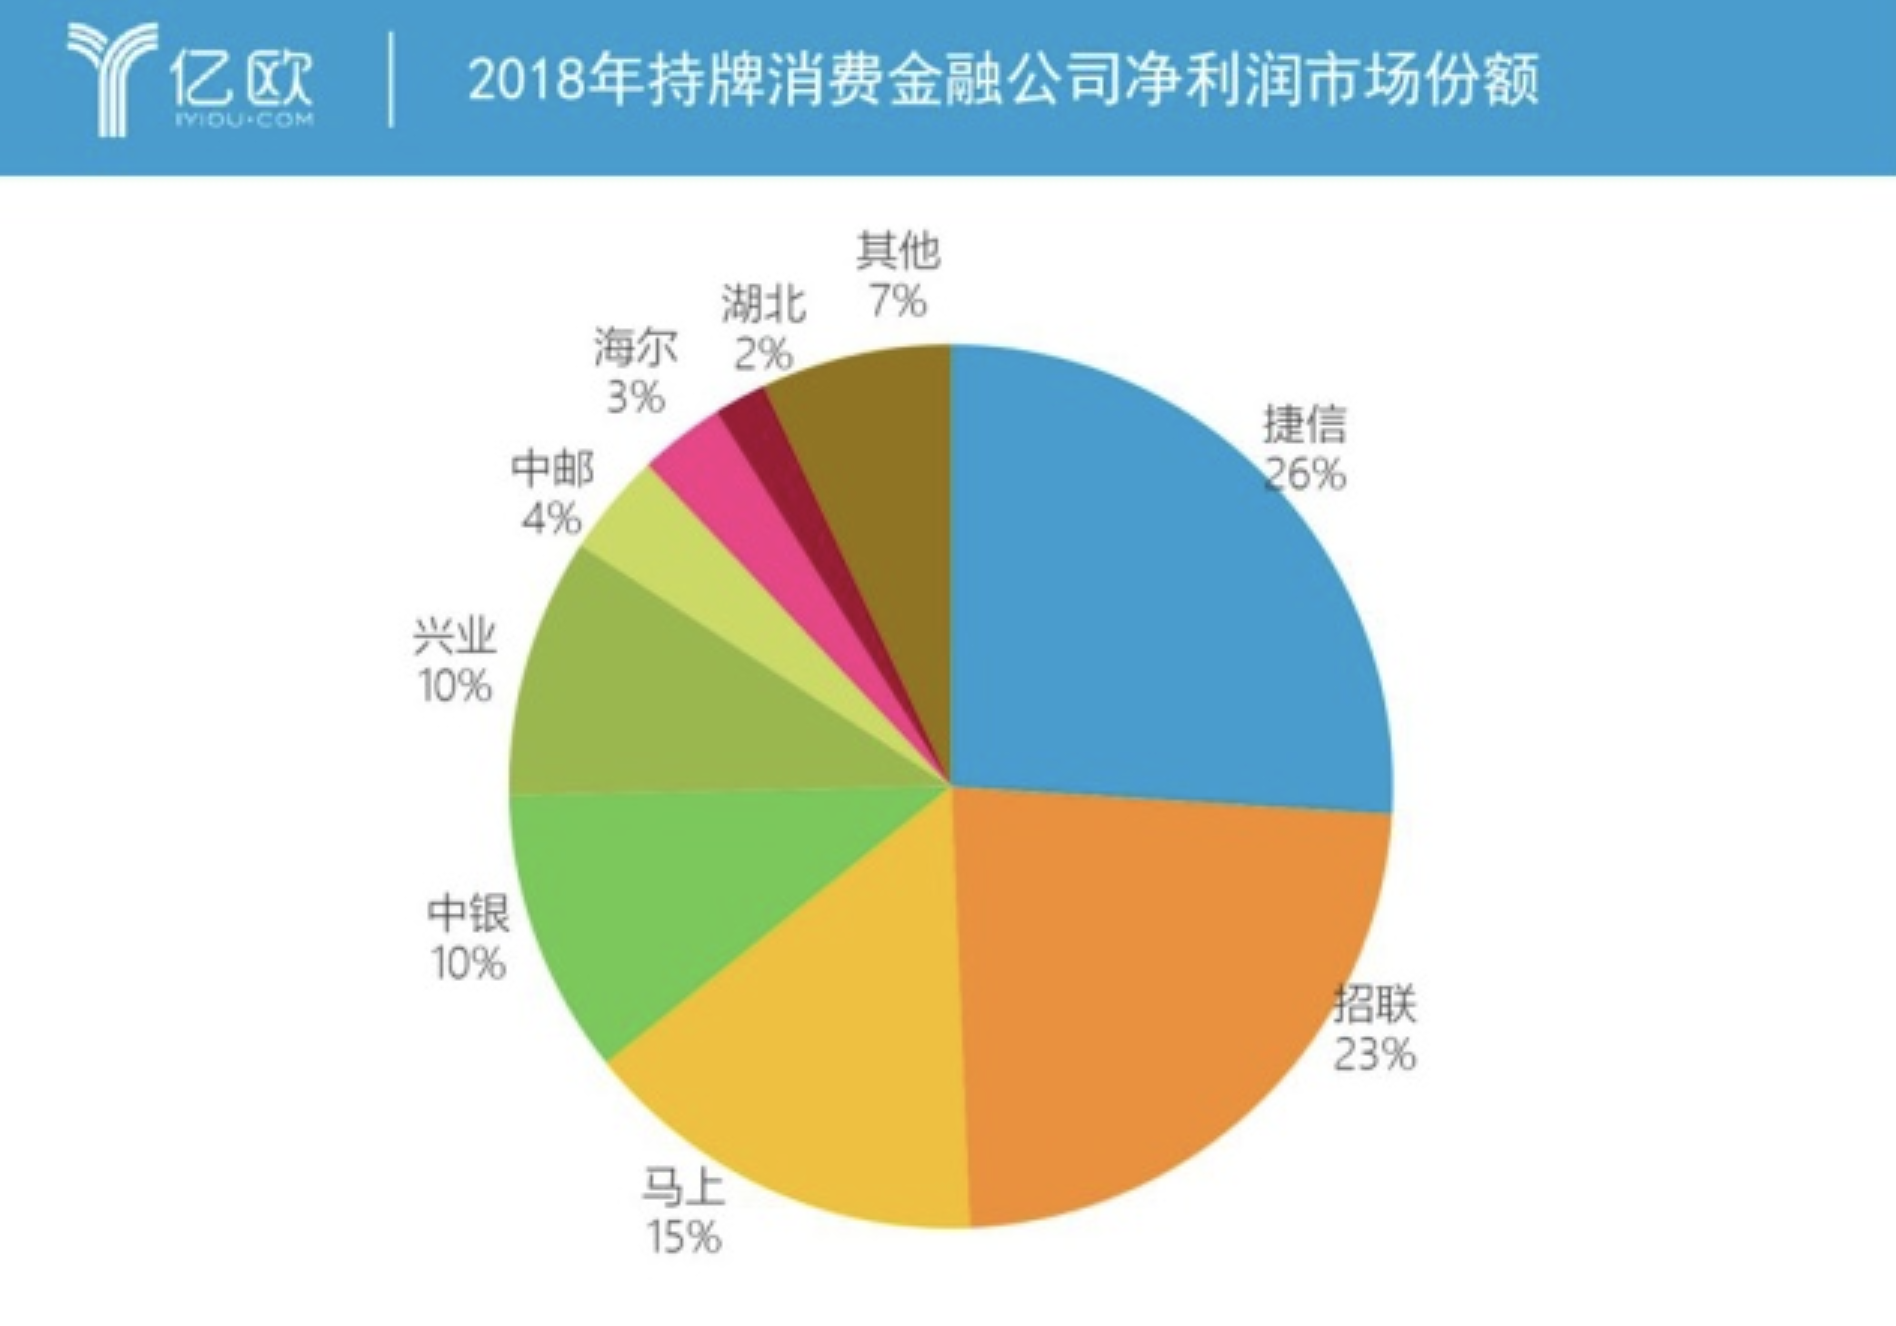 亿欧
IYIOU·COM
2018年持牌消费金融公司净利润市场份额
其他
7%
湖北
2%
海尔
3%
捷信
26%
中邮
4%
兴业
10%
中银
10%
招联
23%
马上
15%